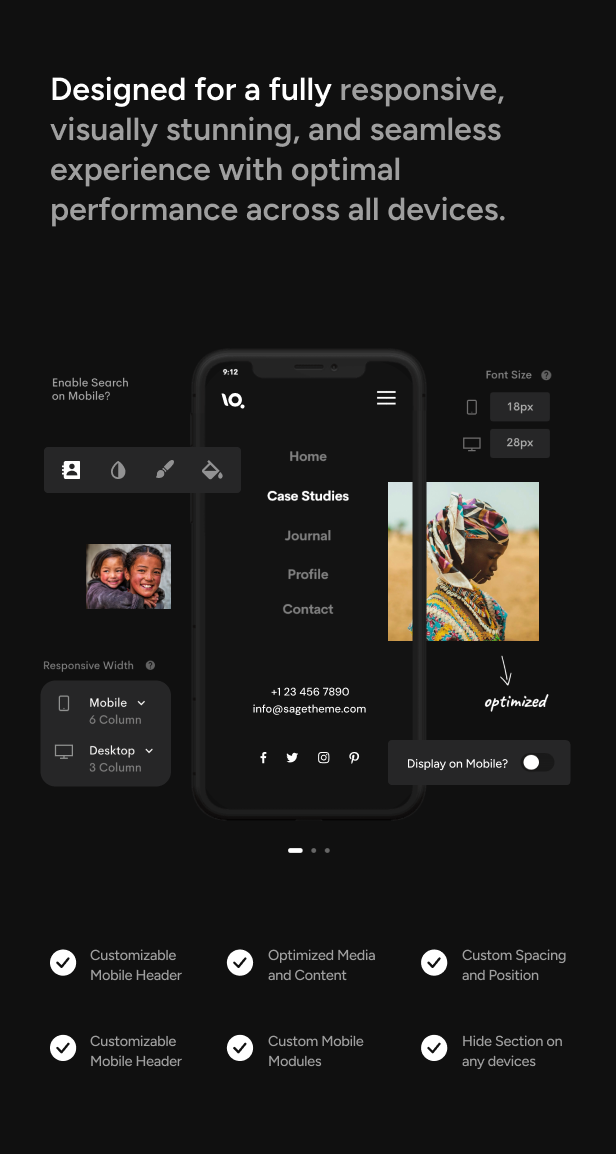 Designed for a fully responsive,
visually stunning, and seamless
experience with optimal
performance across all devices.
9:12
Enable Search
on Mobile?
Font Size
18px
28px
Home
Case Studies
Journal
Profile
Contact
Responsive Width
Mobile
6 Column
Desktop
3 Column
+1 23 456 7890
info@sagetheme.com
optimized
Display on Mobile?
Customizable
Mobile Header
Optimized Media
and Content
Custom Spacing
and Position
Customizable
Mobile Header
Custom Mobile
Modules
Hide Section on
any devices